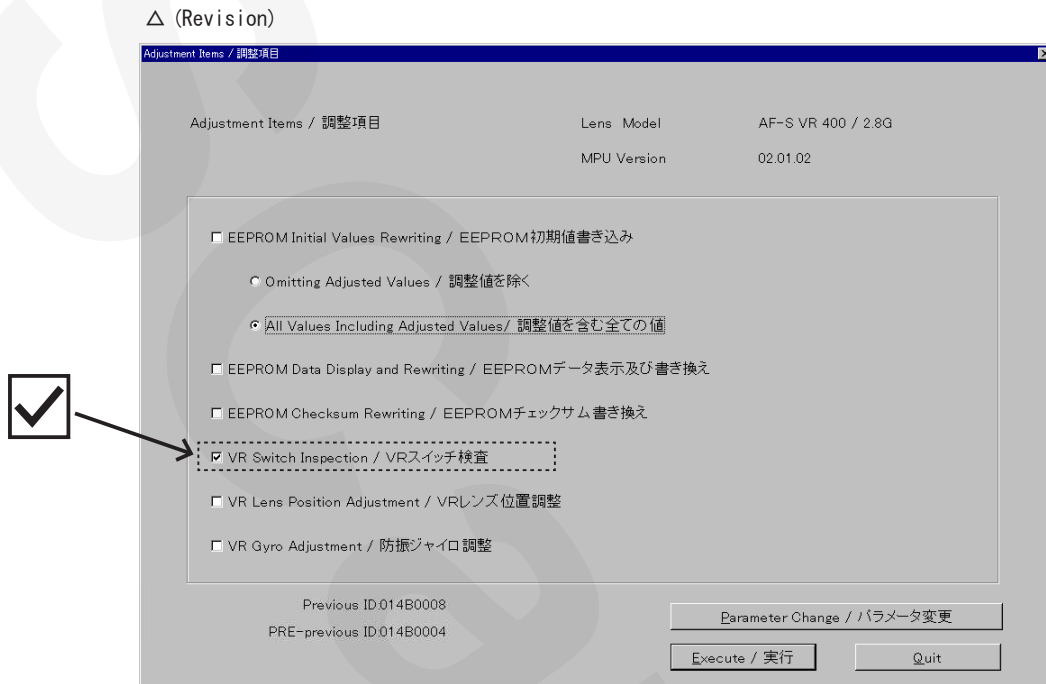 △ (Revision)
Adjustment Items / 調整項目
Adjustment Items / 調整項目 Lens Model AF-S VR 400 / 2.8G
MPU Version 02.01.02
EEPROM Initial Values Rewriting / EEPROM初期値書き込み
Omitting Adjusted Values / 調整値を除く
All Values Including Adjusted Values/ 調整値を含む全ての値
EEPROM Data Display and Rewriting / EEPROMデータ表示及び書き換え
EEPROM Checksum Rewriting / EEPROMチェックサム書き換え
VR Switch Inspection / VRスイッチ検査
VR Lens Position Adjustment / VRレンズ位置調整
VR Gyro Adjustment / 防振ジャイロ調整
Previous ID:014B0008
PRE-previous ID:014B0004
Parameter Change / パラメータ変更
Execute / 実行
Quit